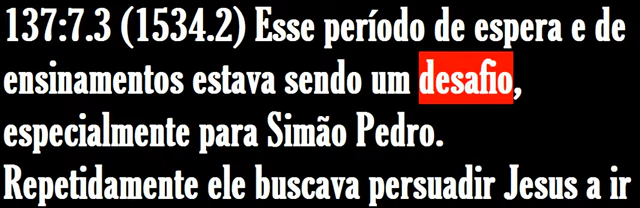 137:7.3 (1534.2) Esse período de espera e de
ensinamentos estava sendo um desafio,
especialmente para Simão Pedro.
Repetidamente ele buscava persuadir Jesus a ir